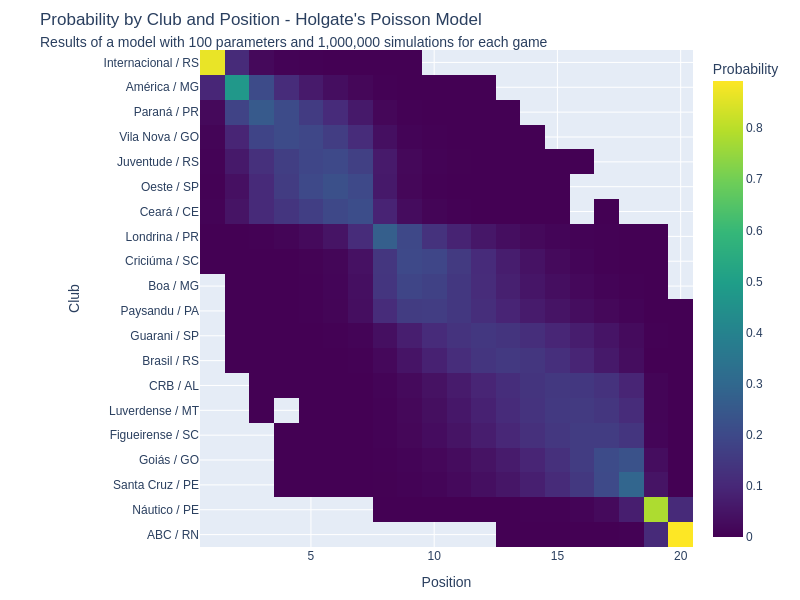 Probability by Club and Position - Holgate's Poisson Model
Results of a model with 100 parameters and 1,000,000 simulations for each game
Probability
Internacional / RS
América / MG
Paraná / PR
Vila Nova / GO
Juventude / RS
Oeste / SP
Ceará / CE
Londrina / PR
Criciúma / SC
Boa / MG
Paysandu / PA
Guarani / SP
Brasil / RS
CRB / AL
Luverdense / MT
Figueirense / SC
Goiás / GO
Santa Cruz / PE
Náutico / PE
ABC / RN
Club
5
10
15
20
Position
0.8
0.7
0.6
0.5
0.4
0.3
0.2
0.1
0